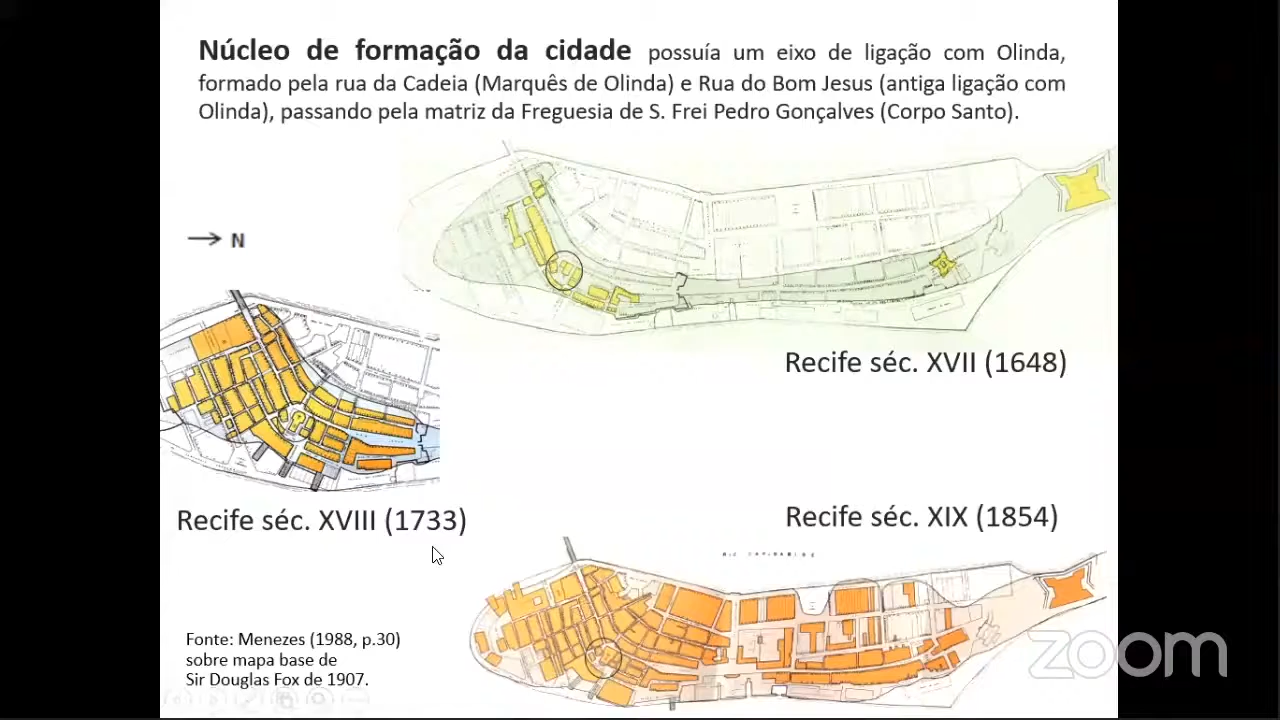 Núcleo de formação da cidade possuía um eixo de ligação com Olinda,
formado pela rua da Cadeia (Marquês de Olinda) e Rua do Bom Jesus (antiga ligação com
Olinda), passando pela matriz da Freguesia de S. Frei Pedro Gonçalves (Corpo Santo).
N
Recife séc. XVII (1648)
Recife séc. XVIII (1733)
Recife séc. XIX (1854)
Fonte: Menezes (1988, p.30)
sobre mapa base de
Sir Douglas Fox de 1907.
zoom